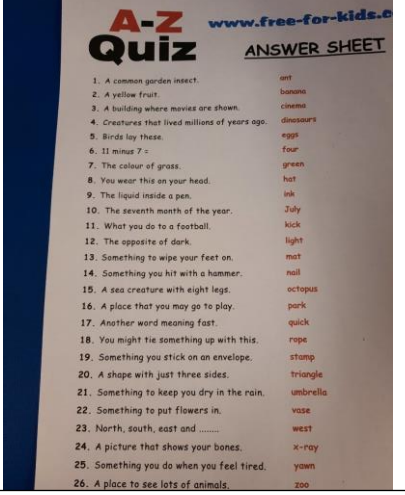 A-Z www.free-for-kids.c
Quiz ANSWER SHEET
1. A common garden insect. ant
2. A yellow fruit. banana
3. A building where movies are shown. cinema
4. Creatures that lived millions of years ago. dinosaurs
5. Birds lay these. eggs
6. 11 minus 7 = four
7. The colour of grass. green
8. You wear this on your head. hat
9. The liquid inside a pen. ink
10. The seventh month of the year. July
11. What you do to a football. kick
12. The opposite of dark. light
13. Something to wipe your feet on. mat
14. Something you hit with a hammer. nail
15. A sea creature with eight legs. octopus
16. A place that you may go to play. park
17. Another word meaning fast. quick
18. You might tie something up with this. rope
19. Something you stick on an envelope. stamp
20. A shape with just three sides. triangle
21. Something to keep you dry in the rain. umbrella
22. Something to put flowers in. vase
23. North, south, east and ........ west
24. A picture that shows your bones. x-ray
25. Something you do when you feel tired. yawn
26. A place to see lots of animals. zoo